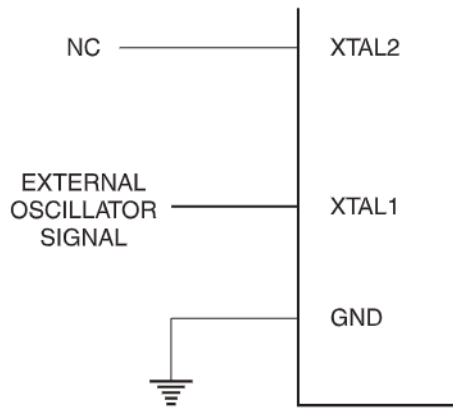 NC
XTAL2
EXTERNAL
OSCILLATOR
SIGNAL
XTAL1
GND